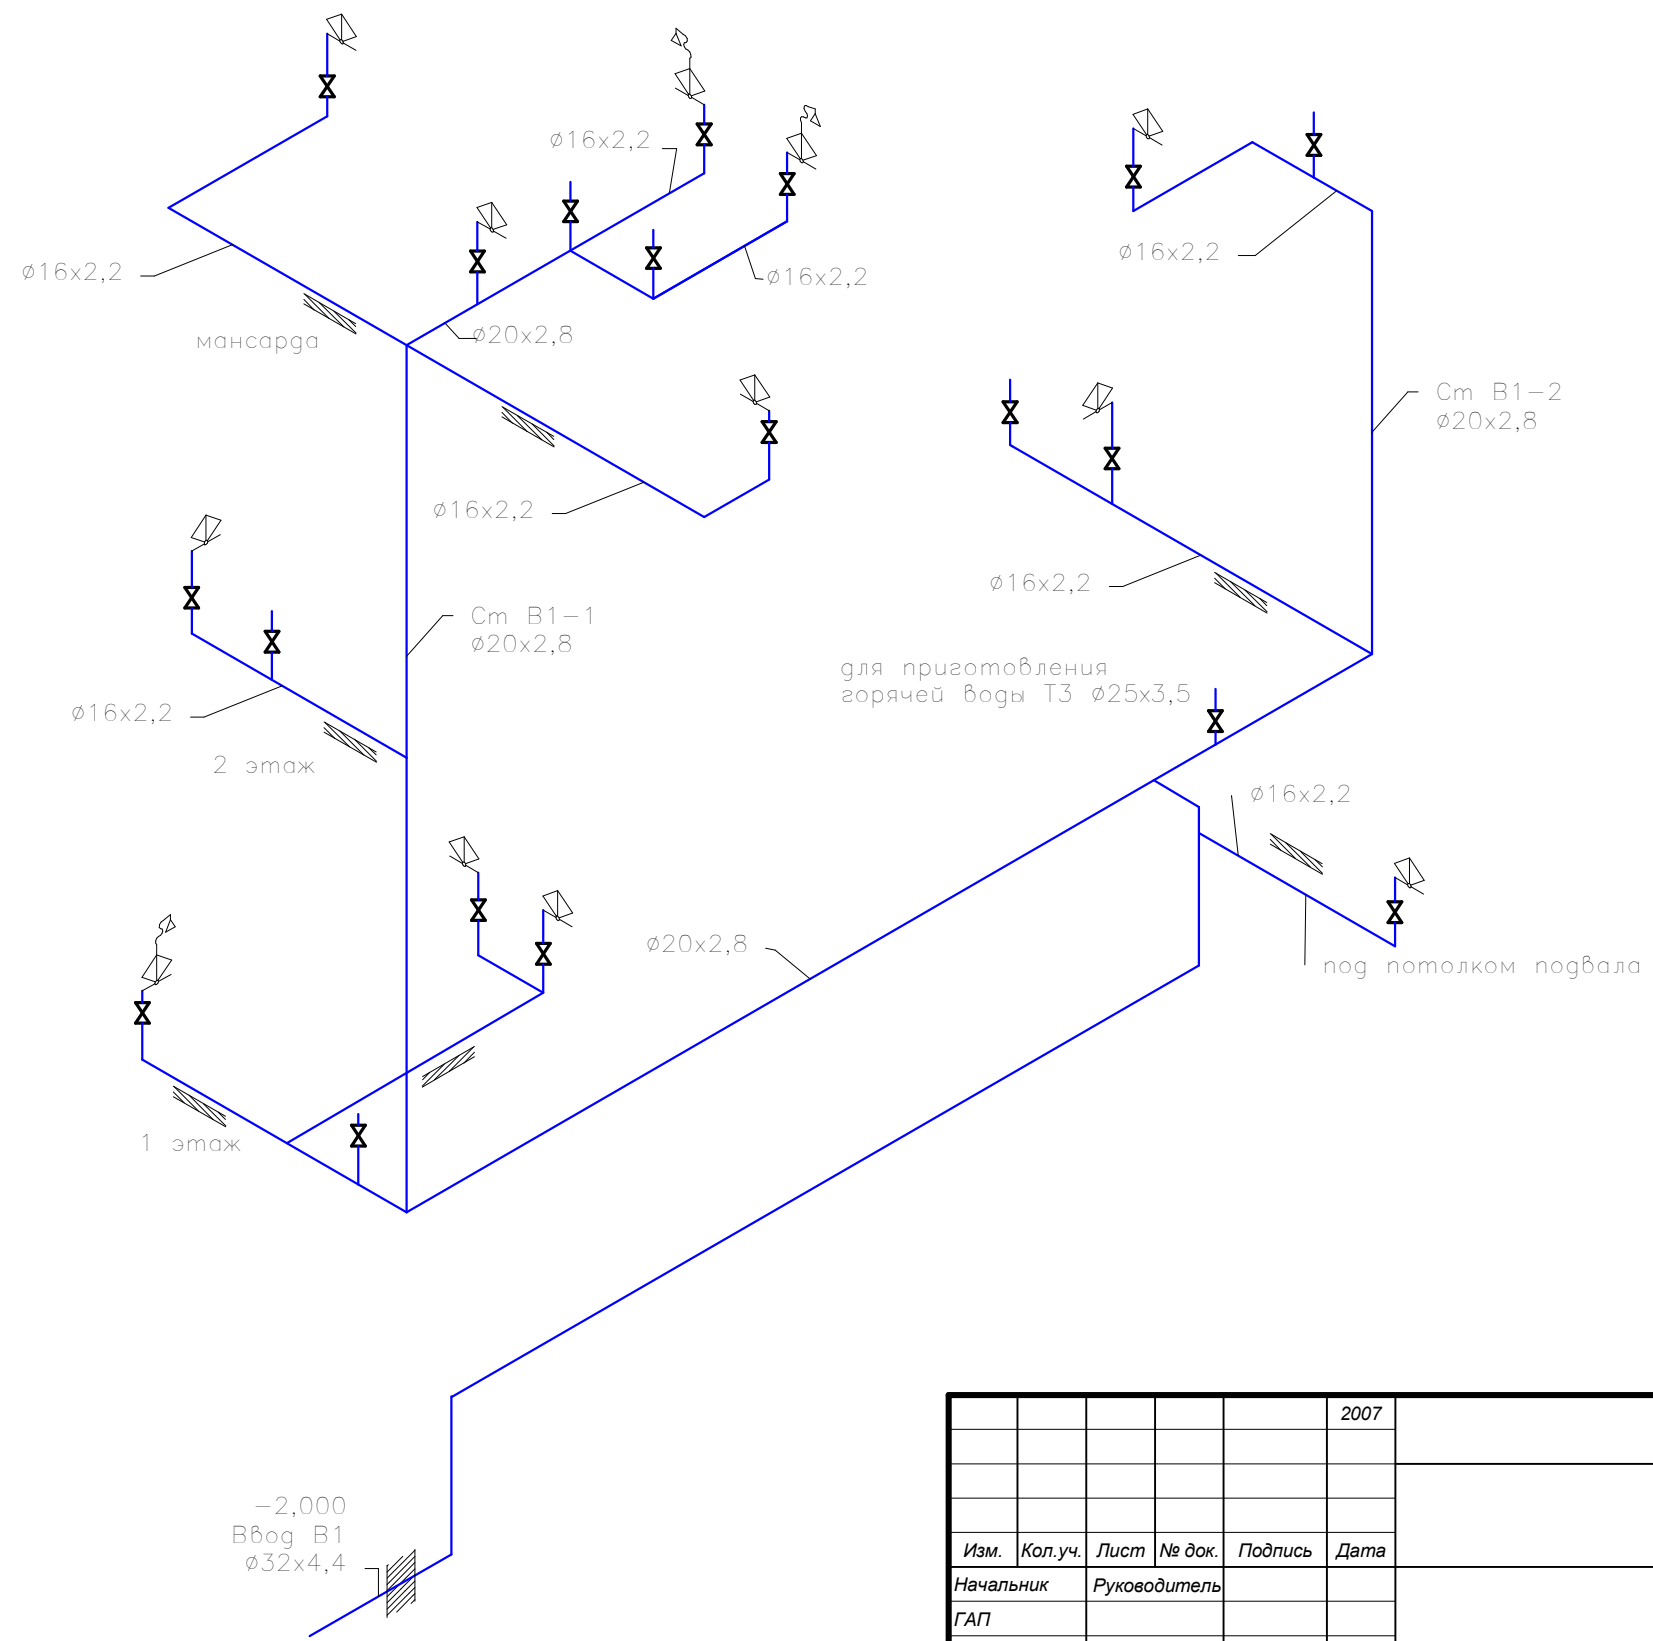 ø16x2,2
ø16x2,2
ø16x2,2
ø16x2,2
ø20x2,8
мансарда
Ст В1-2
ø20x2,8
ø16x2,2
ø16x2,2
Ст В1-1
ø20x2,8
для приготовления
горячей воды Т3 ø25x3,5
ø16x2,2
2 этаж
ø16x2,2
ø20x2,8
под потолком подвала
1 этаж
-2,000
Ввод В1
ø32x4,4
2007
Изм. Кол.уч. Лист № док. Подпись Дата
Начальник Руководитель
ГАП